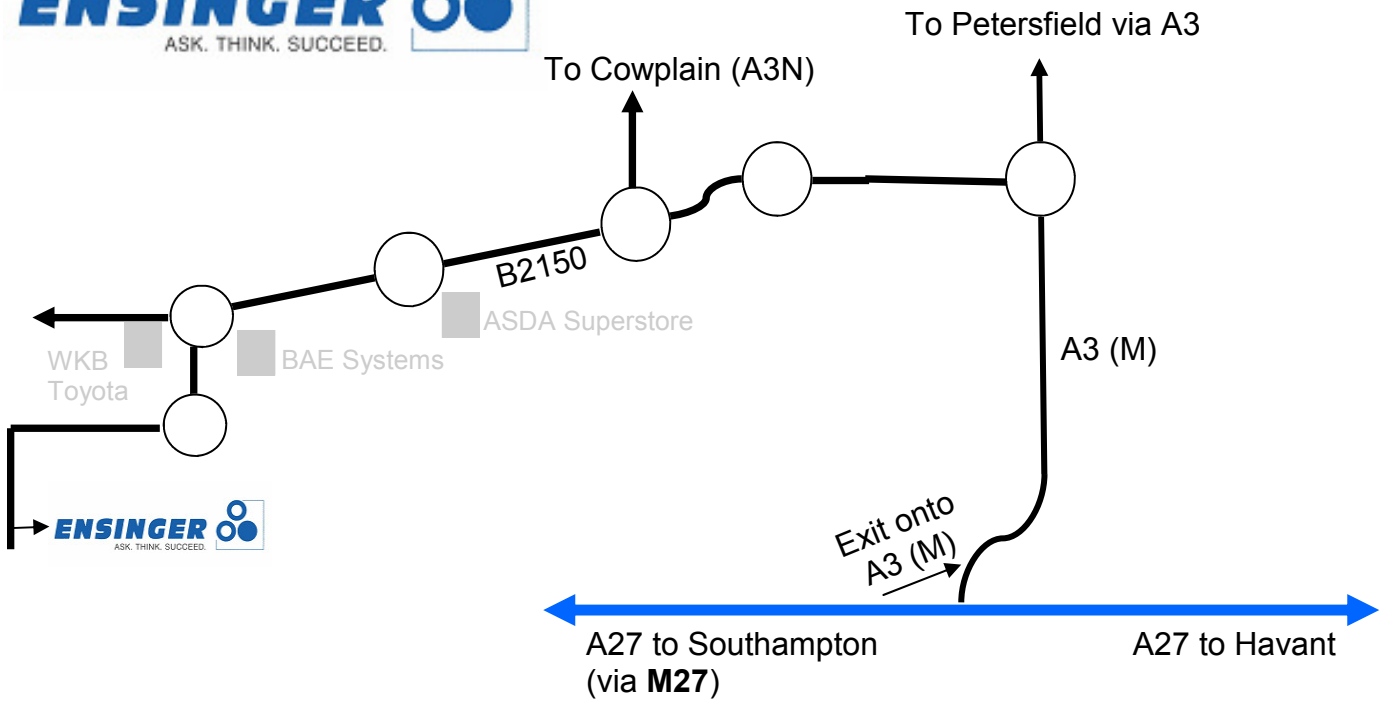 ENSINGER
ASK. THINK. SUCCEED.
To Petersfield via A3
To Cowplain (A3N)
B2150
ASDA Superstore
WKB
Toyota
BAE Systems
A3 (M)
ENSINGER
ASK. THINK. SUCCEED.
Exit onto
A3 (M)
A27 to Southampton
(via M27)
A27 to Havant